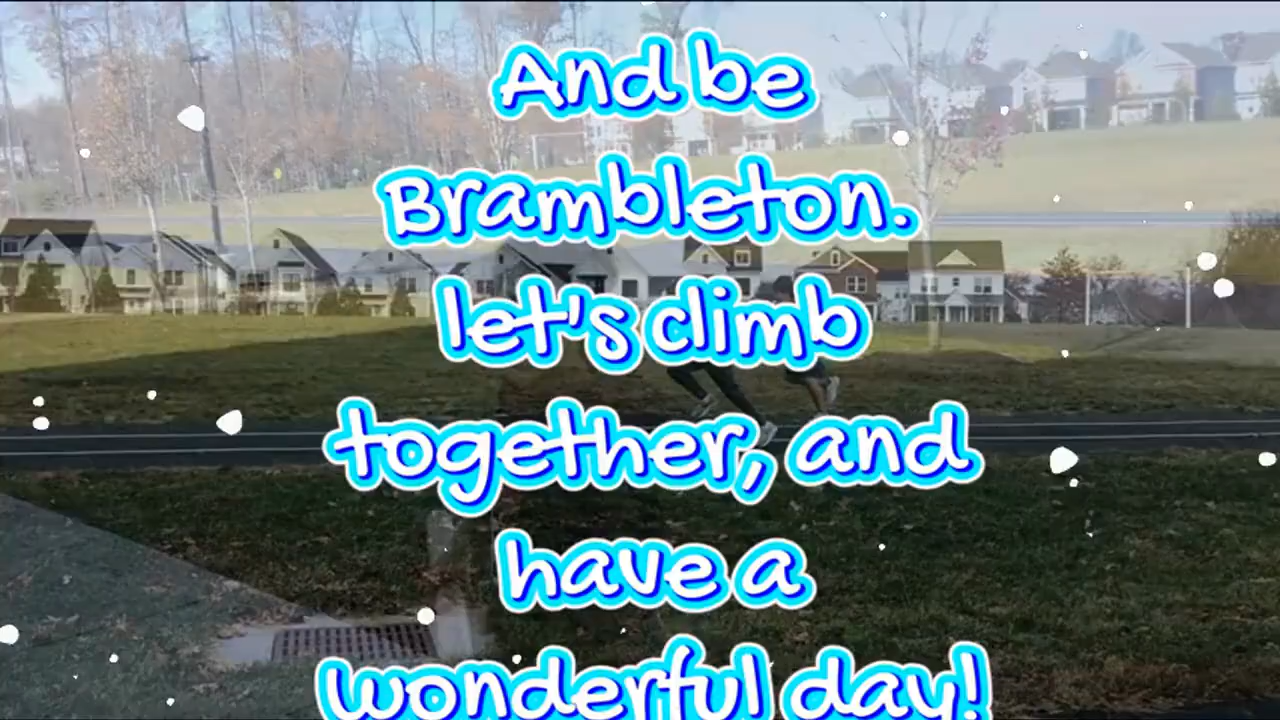 And be
Brambleton.
let's climb
together, and
have a
wonderful day!